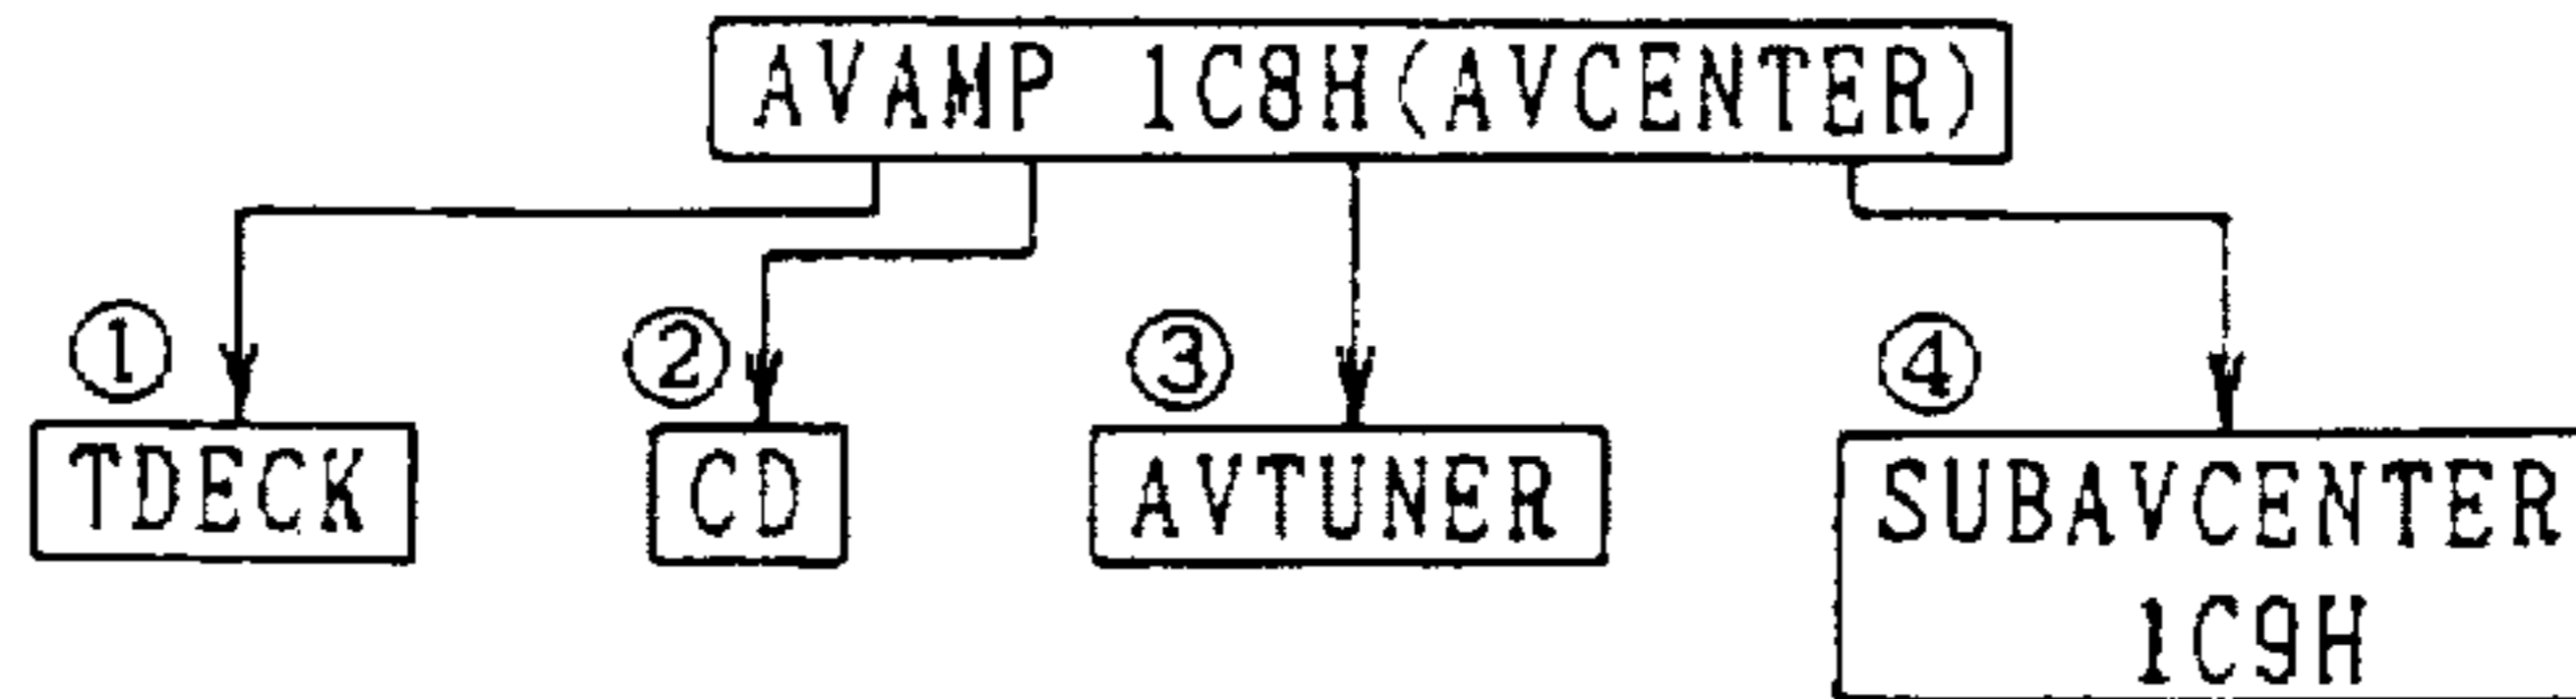 AVAMP 1C8H(AVCENTER)
① ② ③ ④
TDECK CD AVTUNER SUBAVCENTER
1C9H